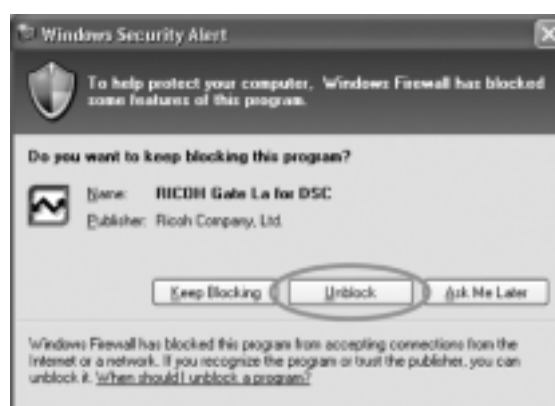 Windows Security Alert
To help protect your computer, Windows Firewall has blocked
some features of this program.
Do you want to keep blocking this program?
Name: RICOH Gate La for DSC
Publisher: Ricoh Company, Ltd.
Keep Blocking Unblock Ask Me Later
Windows Firewall has blocked this program from accepting connections from the
Internet or a network. If you recognize the program or trust the publisher, you can
unblock it. When should I unblock a program?